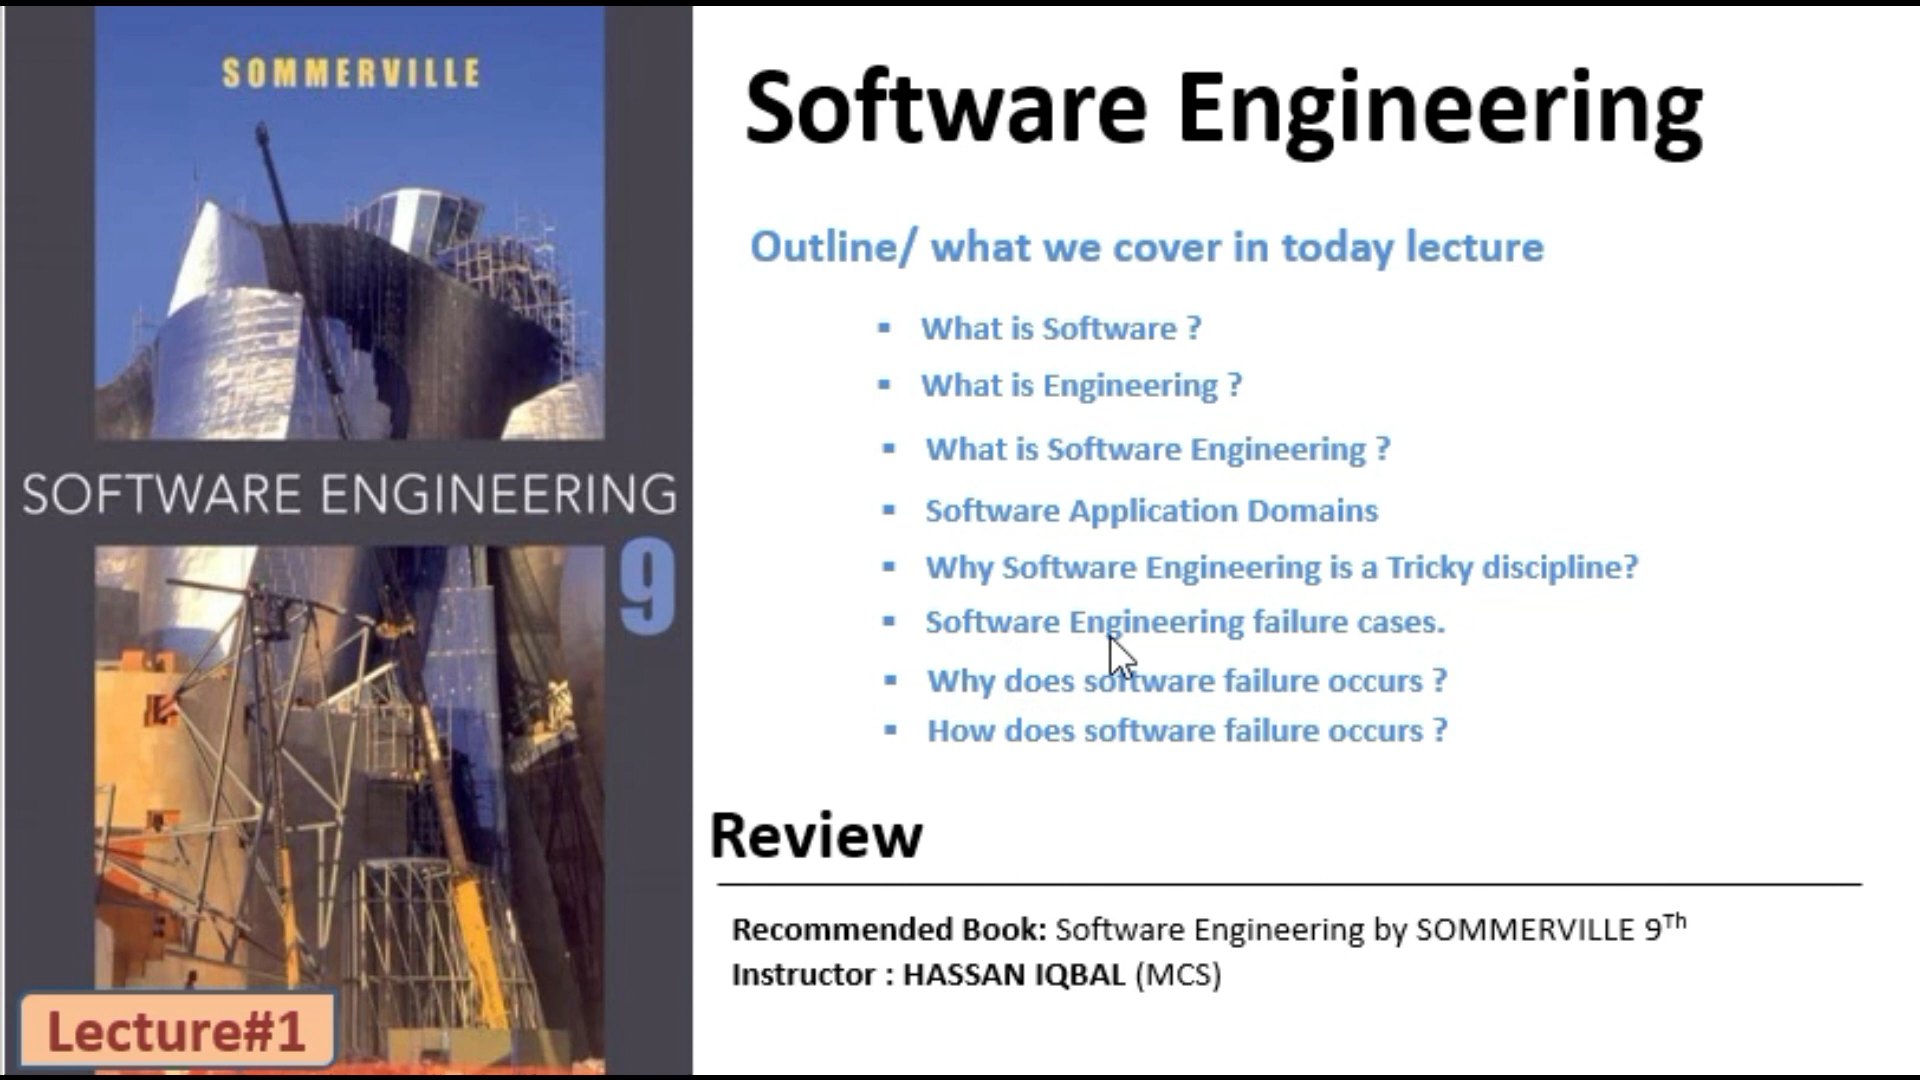 SOMMERVILLE
SOFTWARE ENGINEERING
9
Lecture#1
Software Engineering
Outline/ what we cover in today lecture
▪ What is Software ?
▪ What is Engineering ?
▪ What is Software Engineering ?
▪ Software Application Domains
▪ Why Software Engineering is a Tricky discipline?
▪ Software Engineering failure cases.
▪ Why does software failure occurs ?
▪ How does software failure occurs ?
Review
Recommended Book: Software Engineering by SOMMERVILLE 9Th
Instructor : HASSAN IQBAL (MCS)